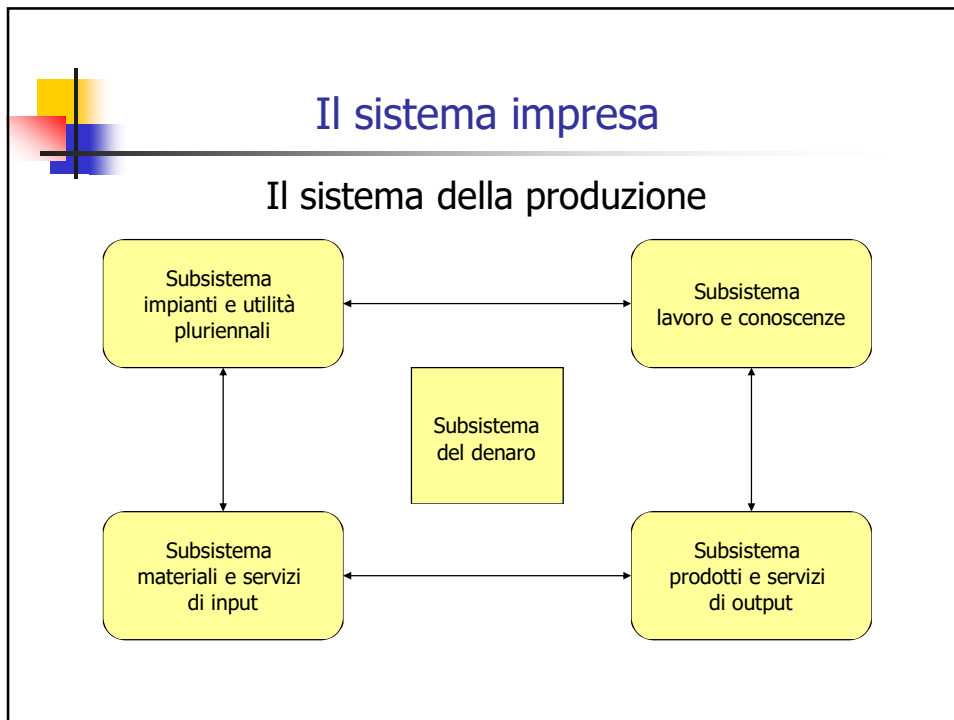 Il sistema impresa
Il sistema della produzione
Subsistema
impianti e utilità
pluriennali
Subsistema
lavoro e conoscenze
Subsistema
del denaro
Subsistema
materiali e servizi
di input
Subsistema
prodotti e servizi
di output